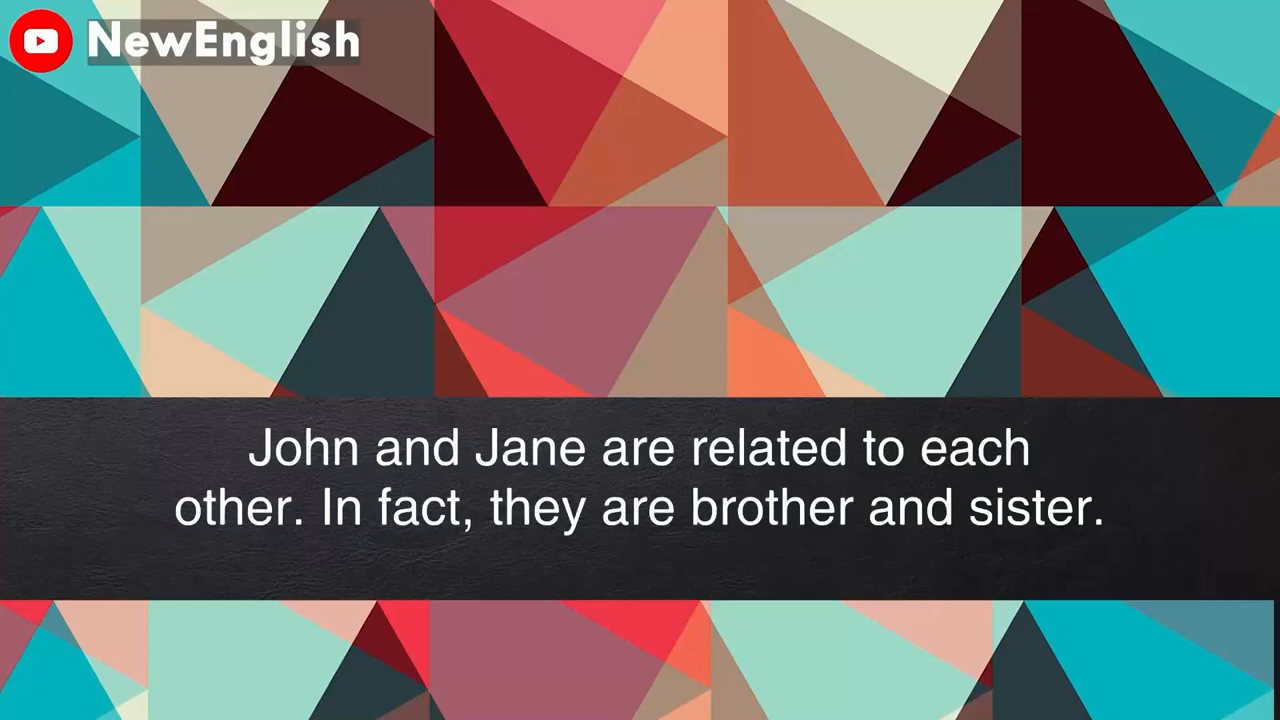 NewEnglish
John and Jane are related to each
other. In fact, they are brother and sister.